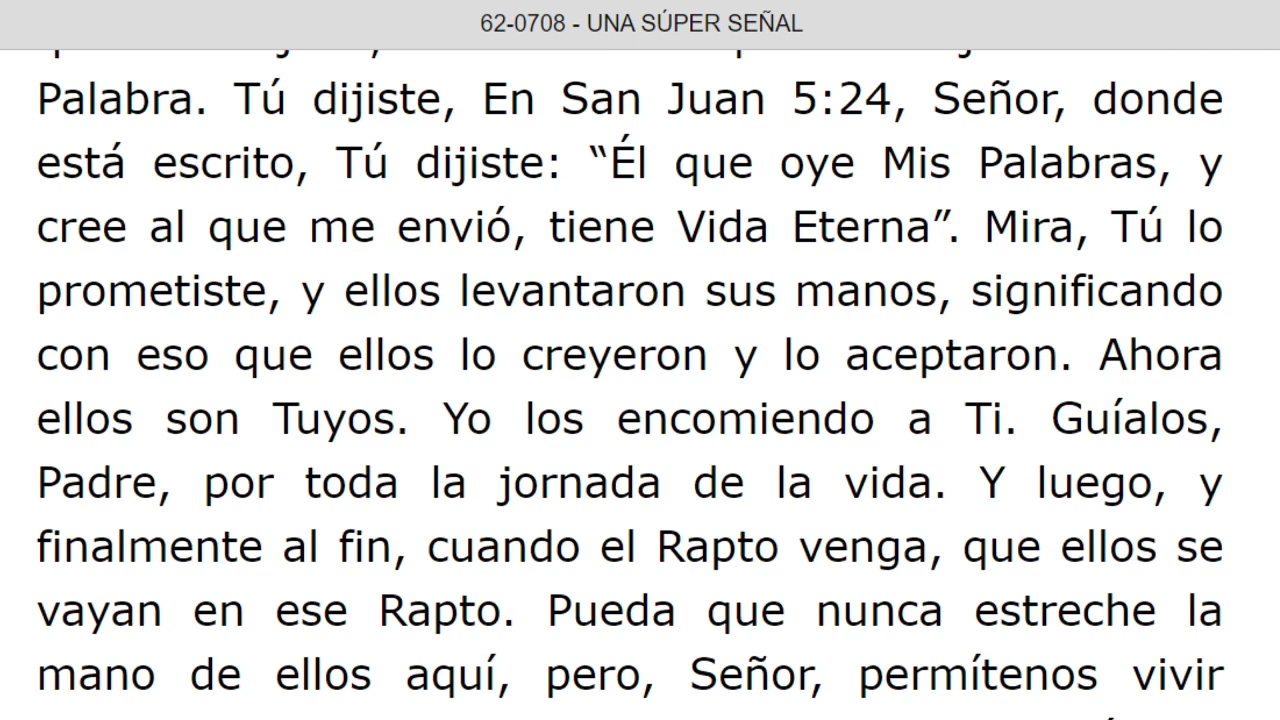 62-0708 - UNA SÚPER SEÑAL
Palabra. Tú dijiste, En San Juan 5:24, Señor, donde
está escrito, Tú dijiste: “Él que oye Mis Palabras, y
cree al que me envió, tiene Vida Eterna”. Mira, Tú lo
prometiste, y ellos levantaron sus manos, significando
con eso que ellos lo creyeron y lo aceptaron. Ahora
ellos son Tuyos. Yo los encomiendo a Ti. Guíalos,
Padre, por toda la jornada de la vida. Y luego, y
finalmente al fin, cuando el Rapto venga, que ellos se
vayan en ese Rapto. Pueda que nunca estreche la
mano de ellos aquí, pero, Señor, permítenos vivir